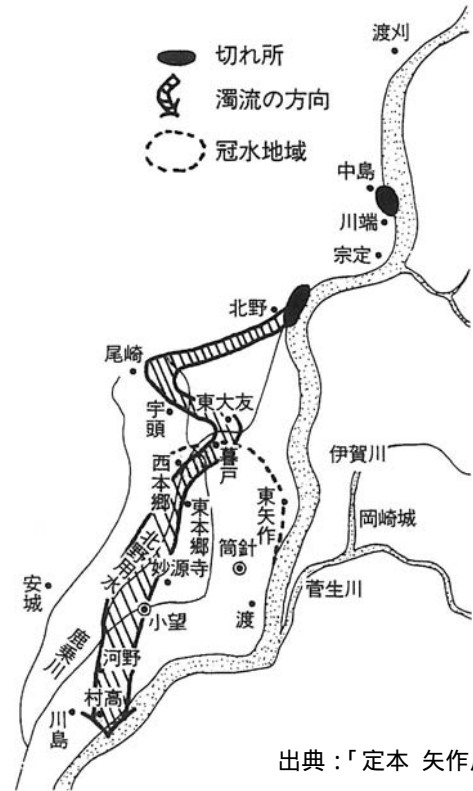 渡刈
切れ所
濁流の方向
冠水地域
中島
川端
宗定
北野
尾崎
宇頭
東大友
暮戸
西本郷
東本郷
東矢作
伊賀川
岡崎城
筒針
北野用水
妙源寺
菅生川
安城
小望
渡
鹿乗川
河野
村高
川島
出典：「定本 矢作